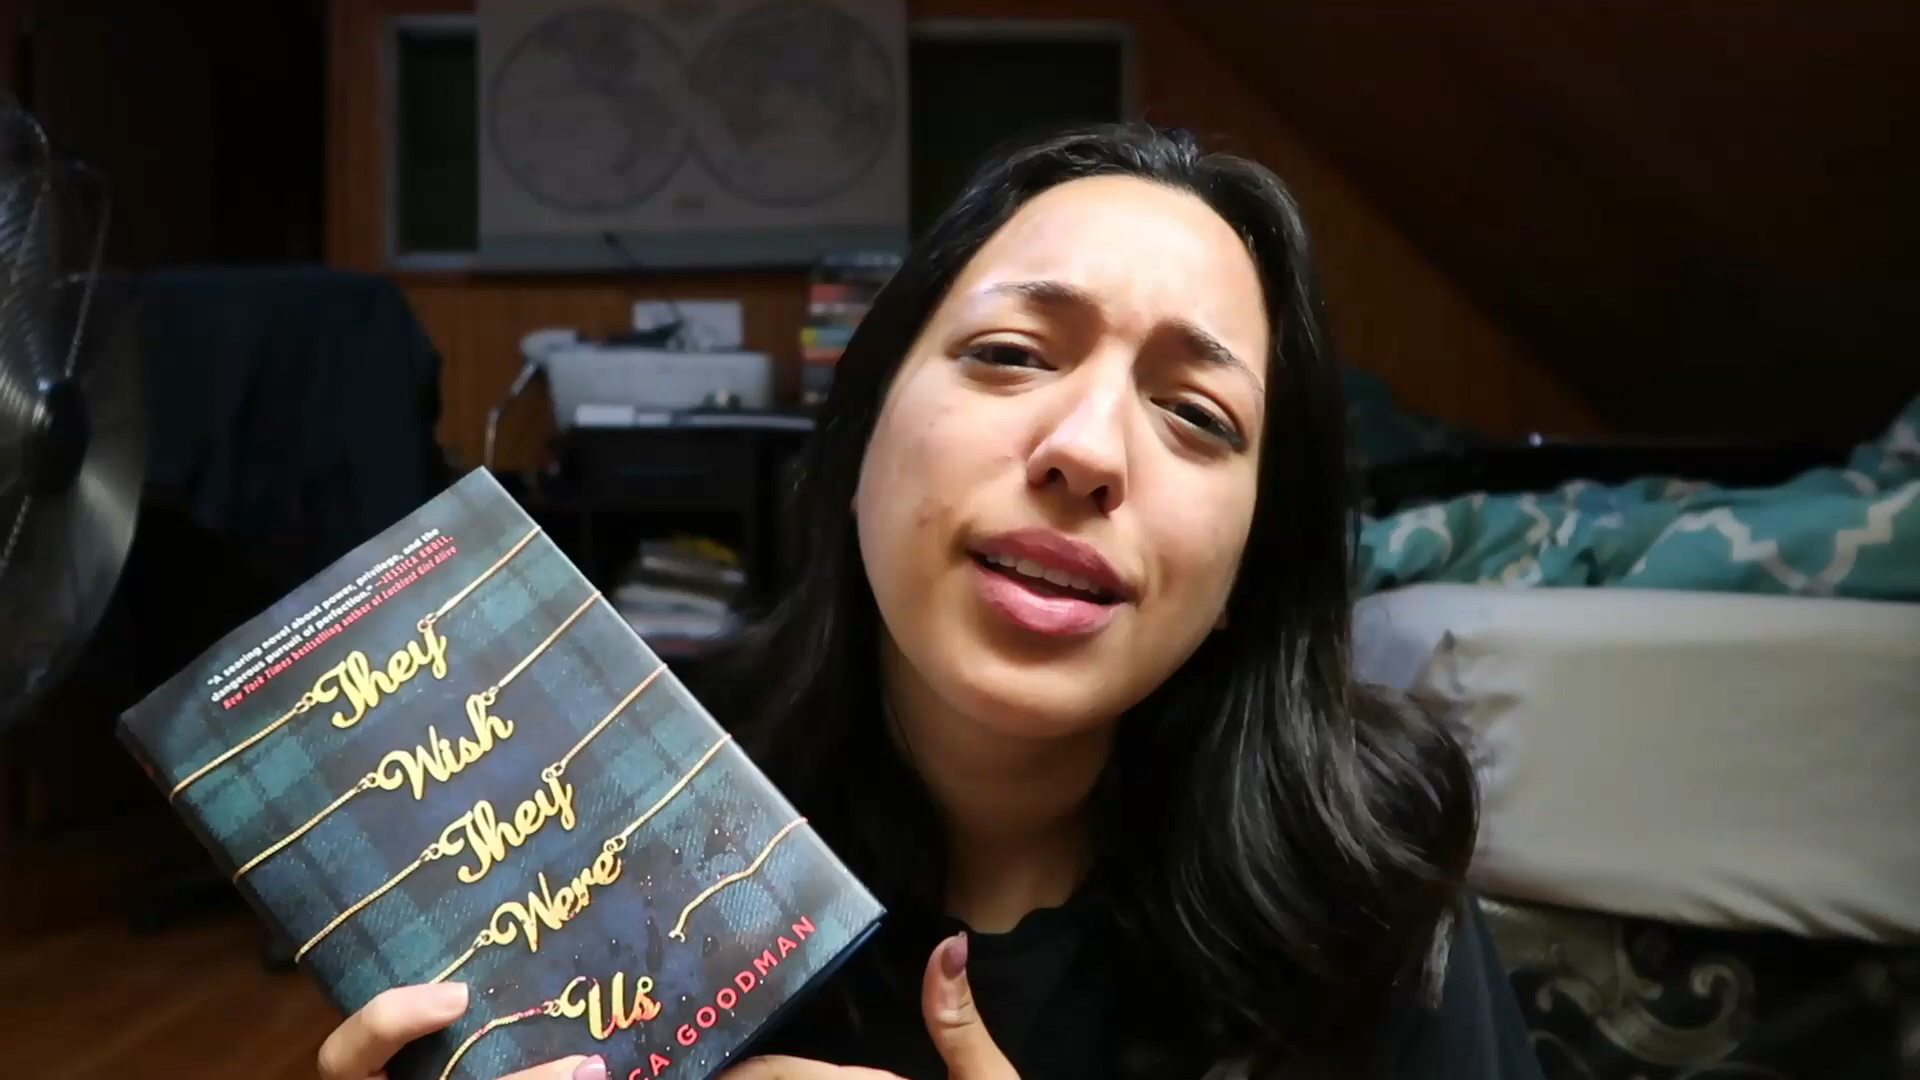 "A searing novel about power, privilege, and the
dangerous pursuit of perfection." —JESSICA KNOLL,
New York Times bestselling author of Luckiest Girl Alive
They
Wish
They
Were
Us
CA GOODMAN